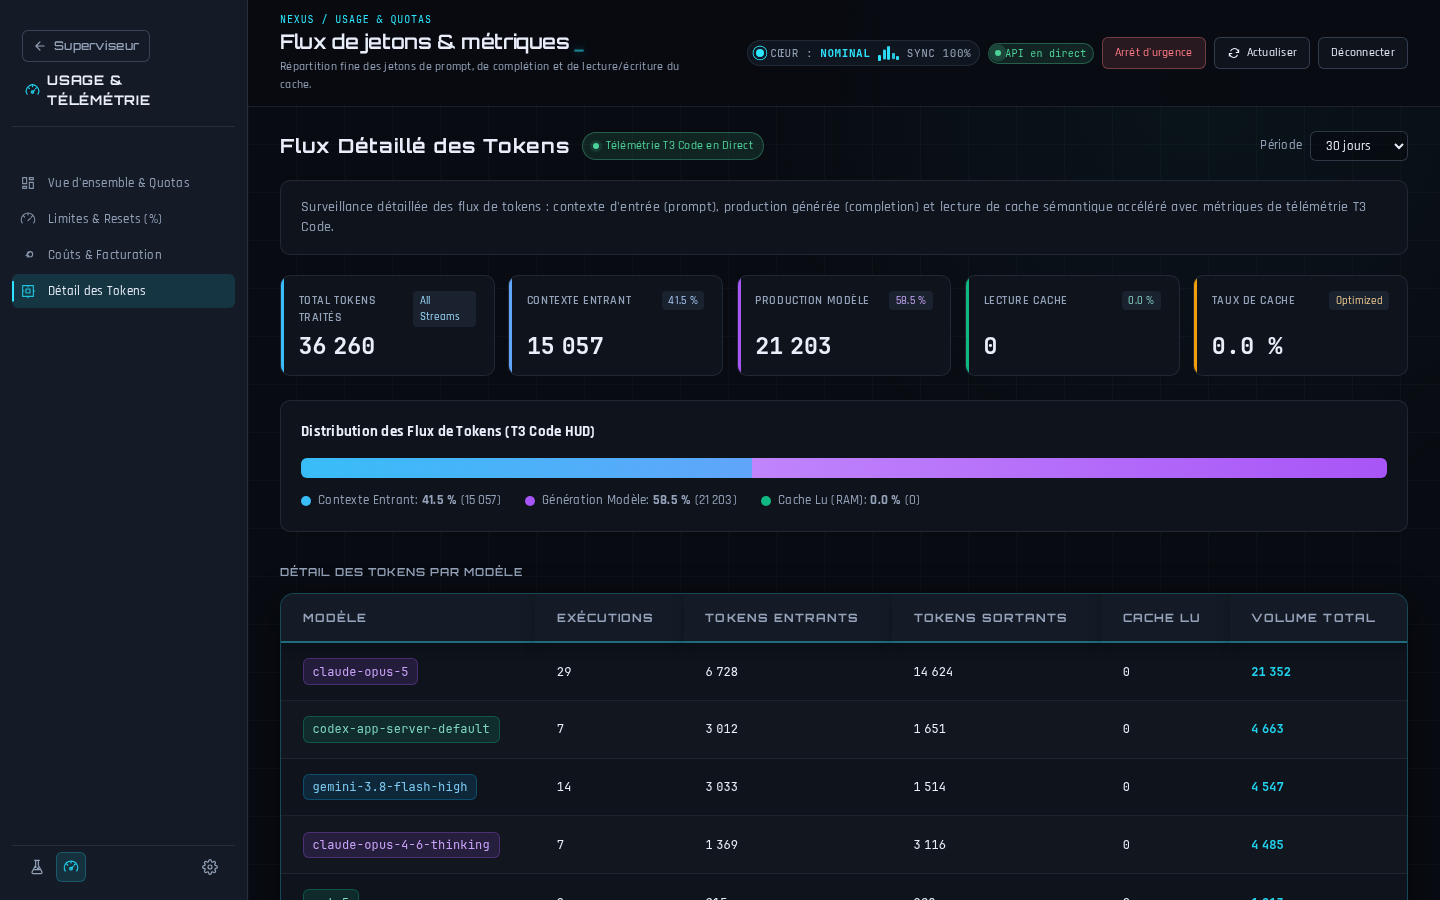 Superviseur
USAGE &
TÉLÉMÉTRIE
Vue d'ensemble & Quotas
Limites & Resets (%)
Coûts & Facturation
Détail des Tokens
NEXUS / USAGE & QUOTAS
Flux de jetons & métriques _
Répartition fine des jetons de prompt, de complétion et de lecture/écriture du
cache.
CŒUR : NOMINAL SYNC 100%
API en direct
Arrêt d'urgence
Actualiser
Déconnecter
Flux Détaillé des Tokens
Télémétrie T3 Code en Direct
Période
30 jours
Surveillance détaillée des flux de tokens : contexte d'entrée (prompt), production générée (completion) et lecture de cache sémantique accéléré avec métriques de télémétrie T3
Code.
TOTAL TOKENS
TRAITÉS
All
Streams
36 260
CONTEXTE ENTRANT
41.5 %
15 057
PRODUCTION MODÈLE
58.5 %
21 203
LECTURE CACHE
0.0 %
0
TAUX DE CACHE
Optimized
0.0 %
Distribution des Flux de Tokens (T3 Code HUD)
Contexte Entrant: 41.5 % (15 057)
Génération Modèle: 58.5 % (21 203)
Cache Lu (RAM): 0.0 % (0)
DÉTAIL DES TOKENS PAR MODÈLE
MODÈLE EXÉCUTIONS TOKENS ENTRANTS TOKENS SORTANTS CACHE LU VOLUME TOTAL
claude-opus-5 29 6 728 14 624 0 21 352
codex-app-server-default 7 3 012 1 651 0 4 663
gemini-3.8-flash-high 14 3 033 1 514 0 4 547
claude-opus-4-6-thinking 7 1 369 3 116 0 4 485